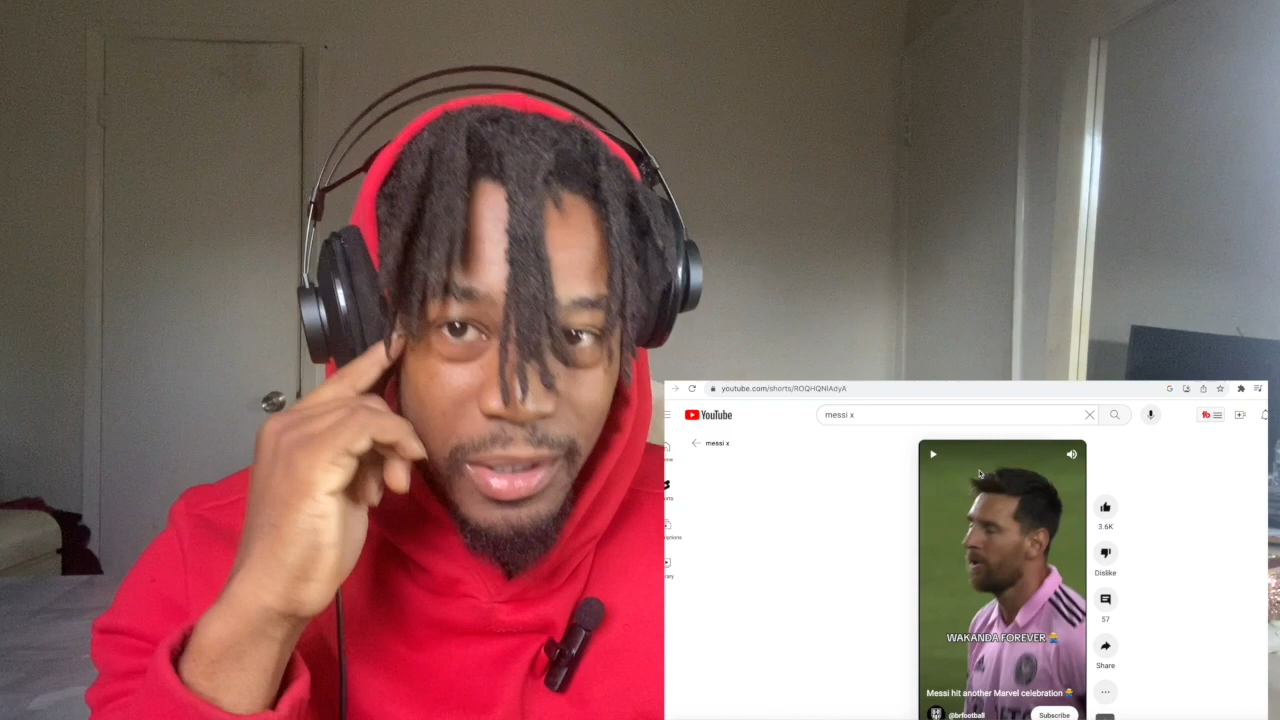 youtube.com/shorts/ROQHQNlAdyA
YouTube
messi x
messi x
WAKANDA FOREVER
3.6K
Dislike
57
Share
Messi hit another Marvel celebration
@brfootball
Subscribe